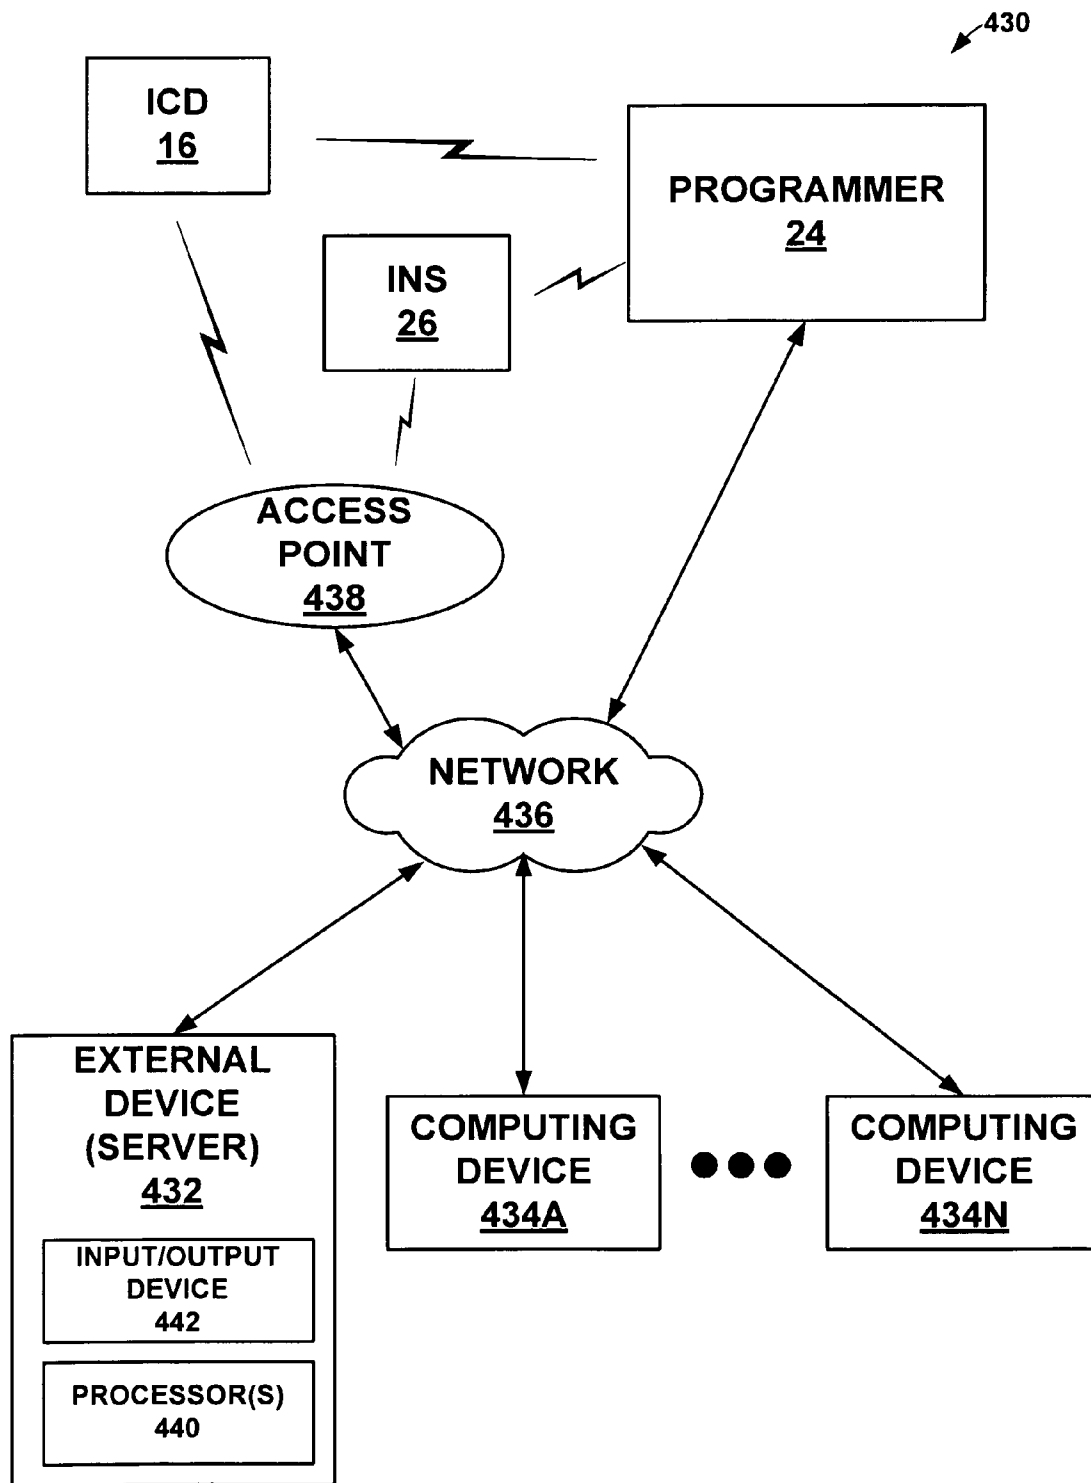 430
ICD
16
PROGRAMMER
24
INS
26
ACCESS
POINT
438
NETWORK
436
EXTERNAL
DEVICE
(SERVER)
432
INPUT/OUTPUT
DEVICE
442
PROCESSOR(S)
440
COMPUTING
DEVICE
434A
COMPUTING
DEVICE
434N